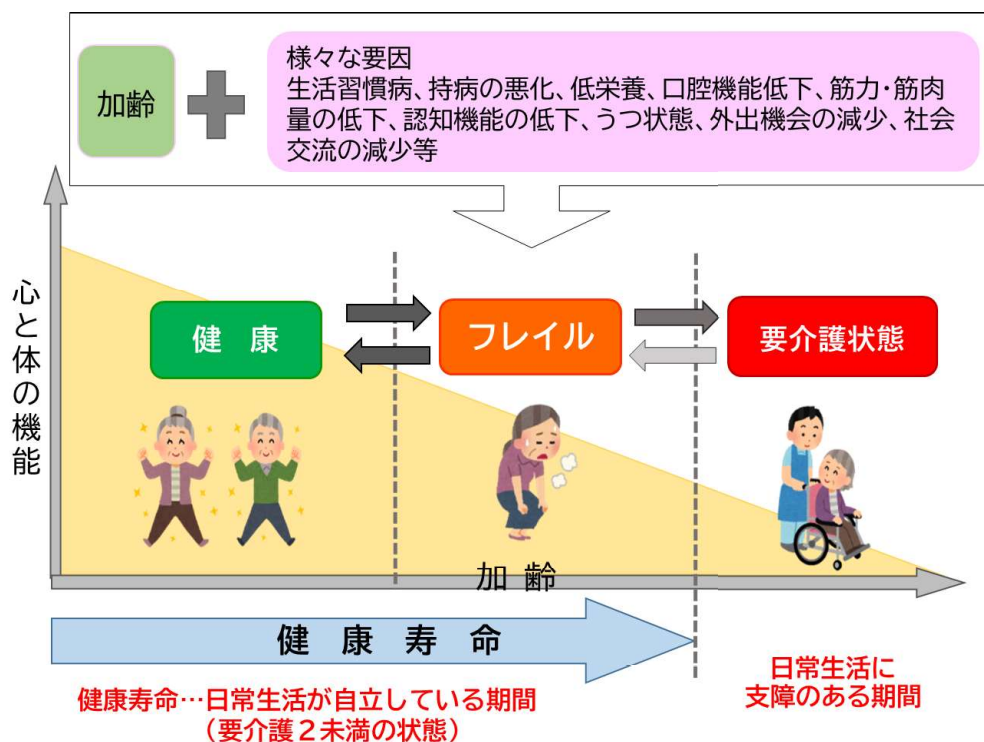 加齢
様々な要因
生活習慣病、持病の悪化、低栄養、口腔機能低下、筋力・筋肉
量の低下、認知機能の低下、うつ状態、外出機会の減少、社会
交流の減少等
心と体の機能
健 康
フレイル
要介護状態
加 齢
健 康 寿 命
健康寿命…日常生活が自立している期間
（要介護２未満の状態）
日常生活に
支障のある期間